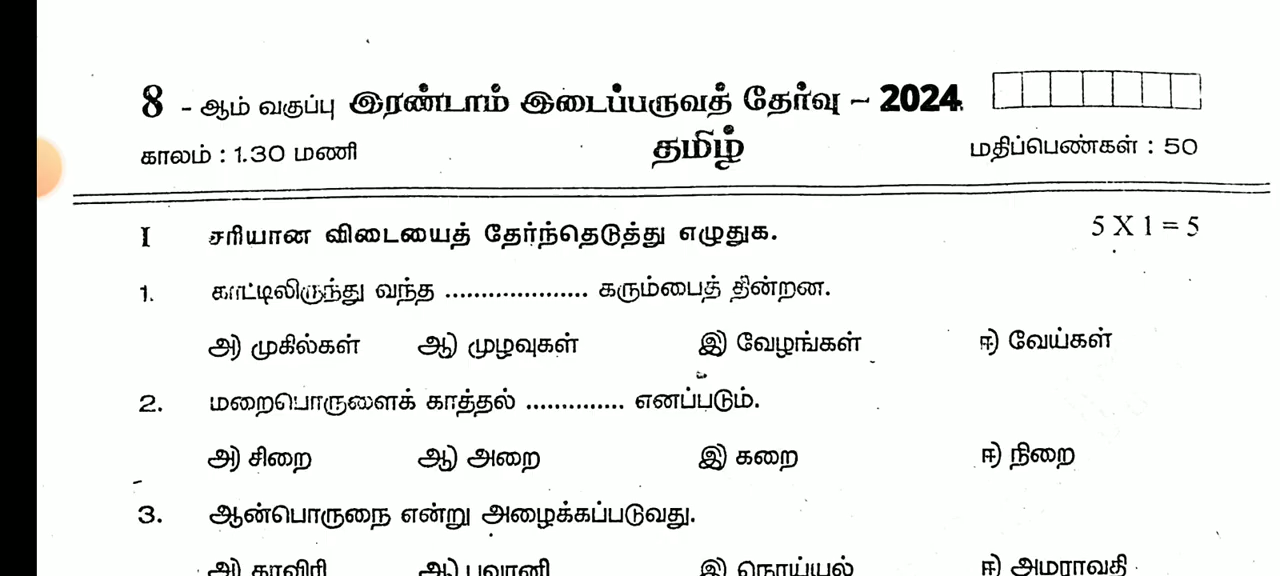 8 - ஆம் வகுப்பு இரண்டாம் இடைப்பருவத் தேர்வு – 2024
காலம் : 1.30 மணி தமிழ் மதிப்பெண்கள் : 50
I சரியான விடையைத் தேர்ந்தெடுத்து எழுதுக. 5 X 1 = 5
1. காட்டிலிருந்து வந்த .................... கரும்பைத் தின்றன.
அ) முகில்கள் ஆ) முழவுகள் இ) வேழங்கள் ஈ) வேய்கள்
2. மறைபொருளைக் காத்தல் .............. எனப்படும்.
அ) சிறை ஆ) அறை இ) கறை ஈ) நிறை
3. ஆன்பொருநை என்று அழைக்கப்படுவது.
அ) காவிரி ஆ) பவானி இ) நொய்யல் ஈ) அமராவதி